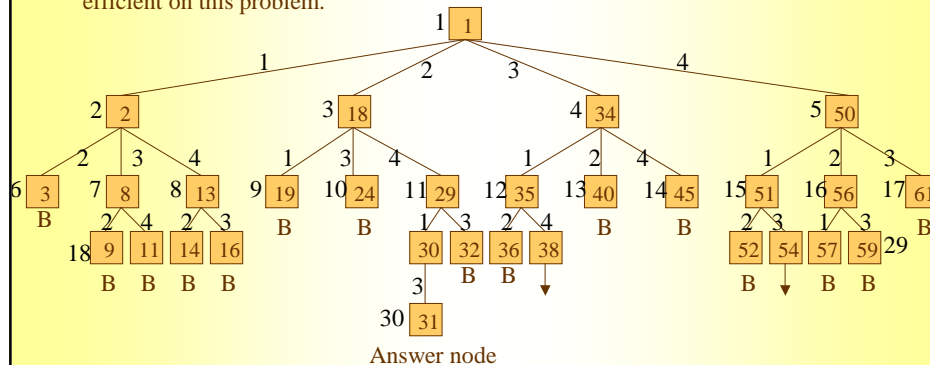 efficient on this problem.
1 1
1 2 3 4
2 2 3 18 4 34 5 50
2 3 4 1 3 4 1 2 4 1 2 3
6 3 7 8 8 13 9 19 10 24 11 29 12 35 13 40 14 45 15 51 16 56 17 61
B B B B B B
2 4 2 3 1 3 2 4 2 3 1 3
18 9 11 14 16 30 32 36 38 52 54 57 59 29
B B B B B B B B B
3
30 31
Answer node